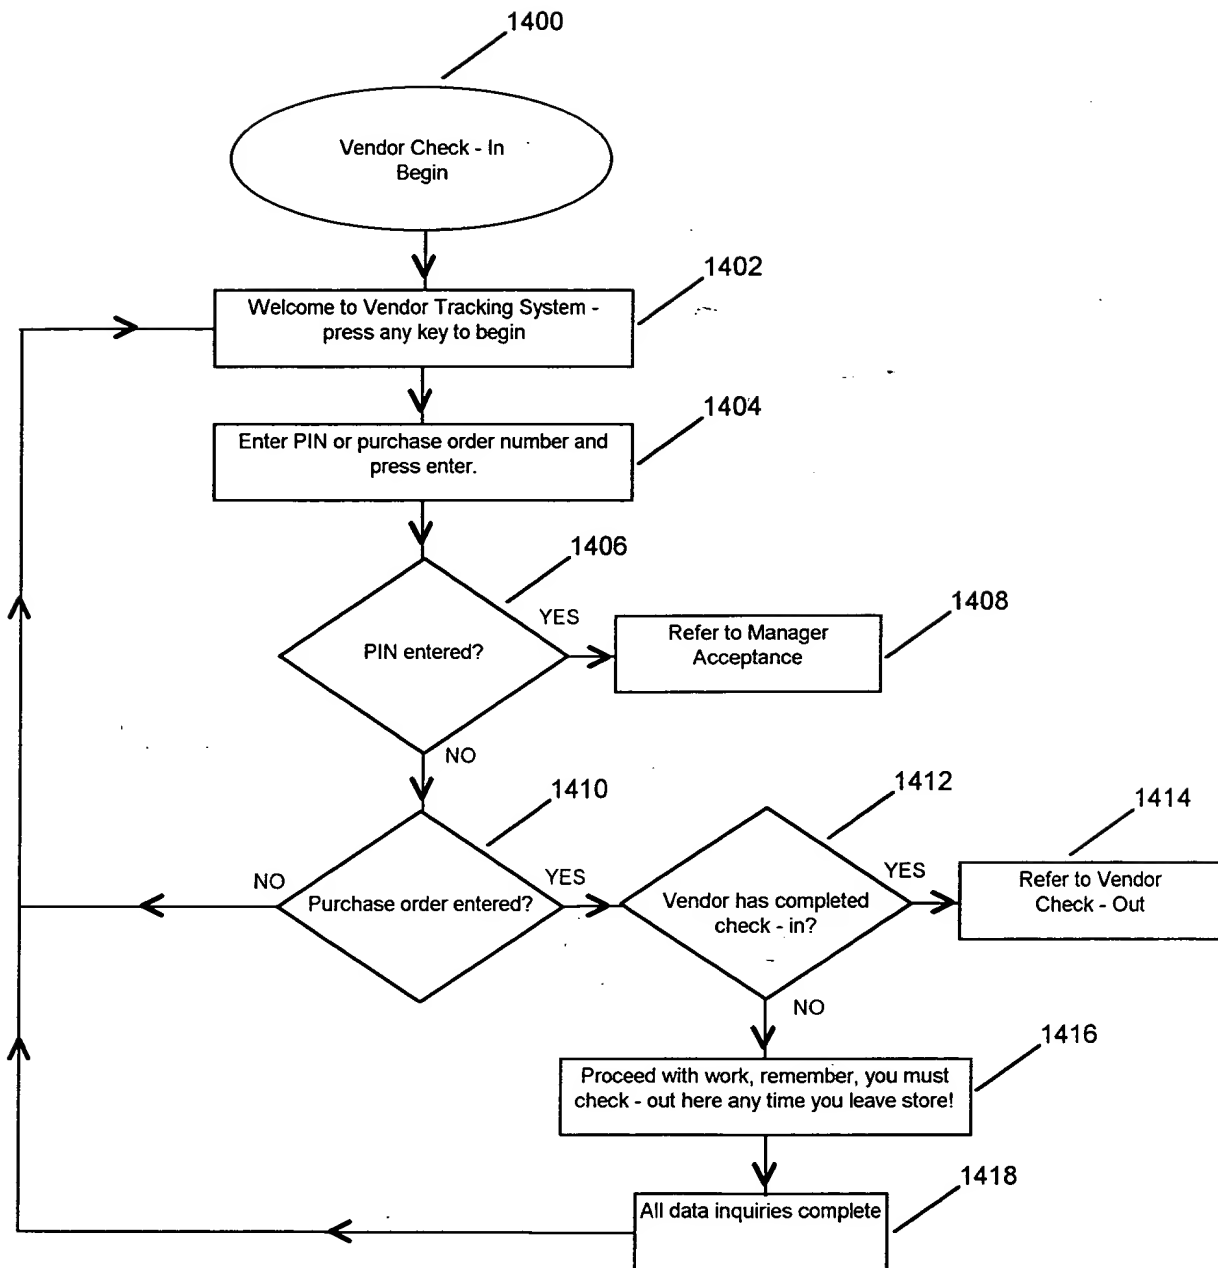 1400
Vendor Check - In
Begin
1402
Welcome to Vendor Tracking System -
press any key to begin
1404
Enter PIN or purchase order number and
press enter.
1406
YES
1408
PIN entered?
Refer to Manager
Acceptance
NO
1410
1412
1414
NO
YES
YES
Purchase order entered?
Vendor has completed
check - in?
Refer to Vendor
Check - Out
NO
1416
Proceed with work, remember, you must
check - out here any time you leave store!
1418
All data inquiries complete